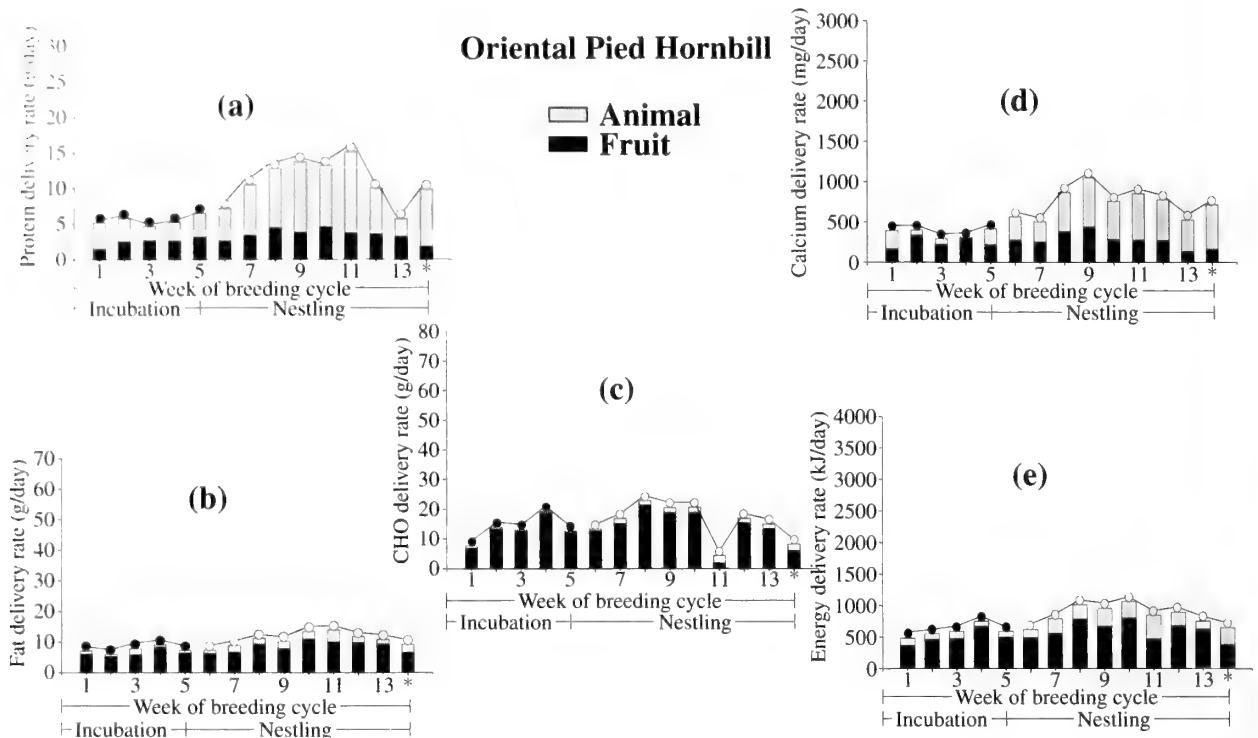 Oriental Pied Hornbill
Animal
Fruit
(a)
Protein delivery rate (g/day)
30
25
20
15
10
5
0
1 3 5 7 9 11 13 *
Week of breeding cycle
Incubation Nestling
(d)
Calcium delivery rate (mg/day)
3000
2500
2000
1500
1000
500
0
1 3 5 7 9 11 13 *
Week of breeding cycle
Incubation Nestling
(b)
Fat delivery rate (g/day)
70
60
50
40
30
20
10
0
1 3 5 7 9 11 13 *
Week of breeding cycle
Incubation Nestling
(c)
CHO delivery rate (g/day)
80
70
60
50
40
30
20
10
0
1 3 5 7 9 11 13 *
Week of breeding cycle
Incubation Nestling
(e)
Energy delivery rate (kJ/day)
4000
3500
3000
2500
2000
1500
1000
500
0
1 3 5 7 9 11 13 *
Week of breeding cycle
Incubation Nestling